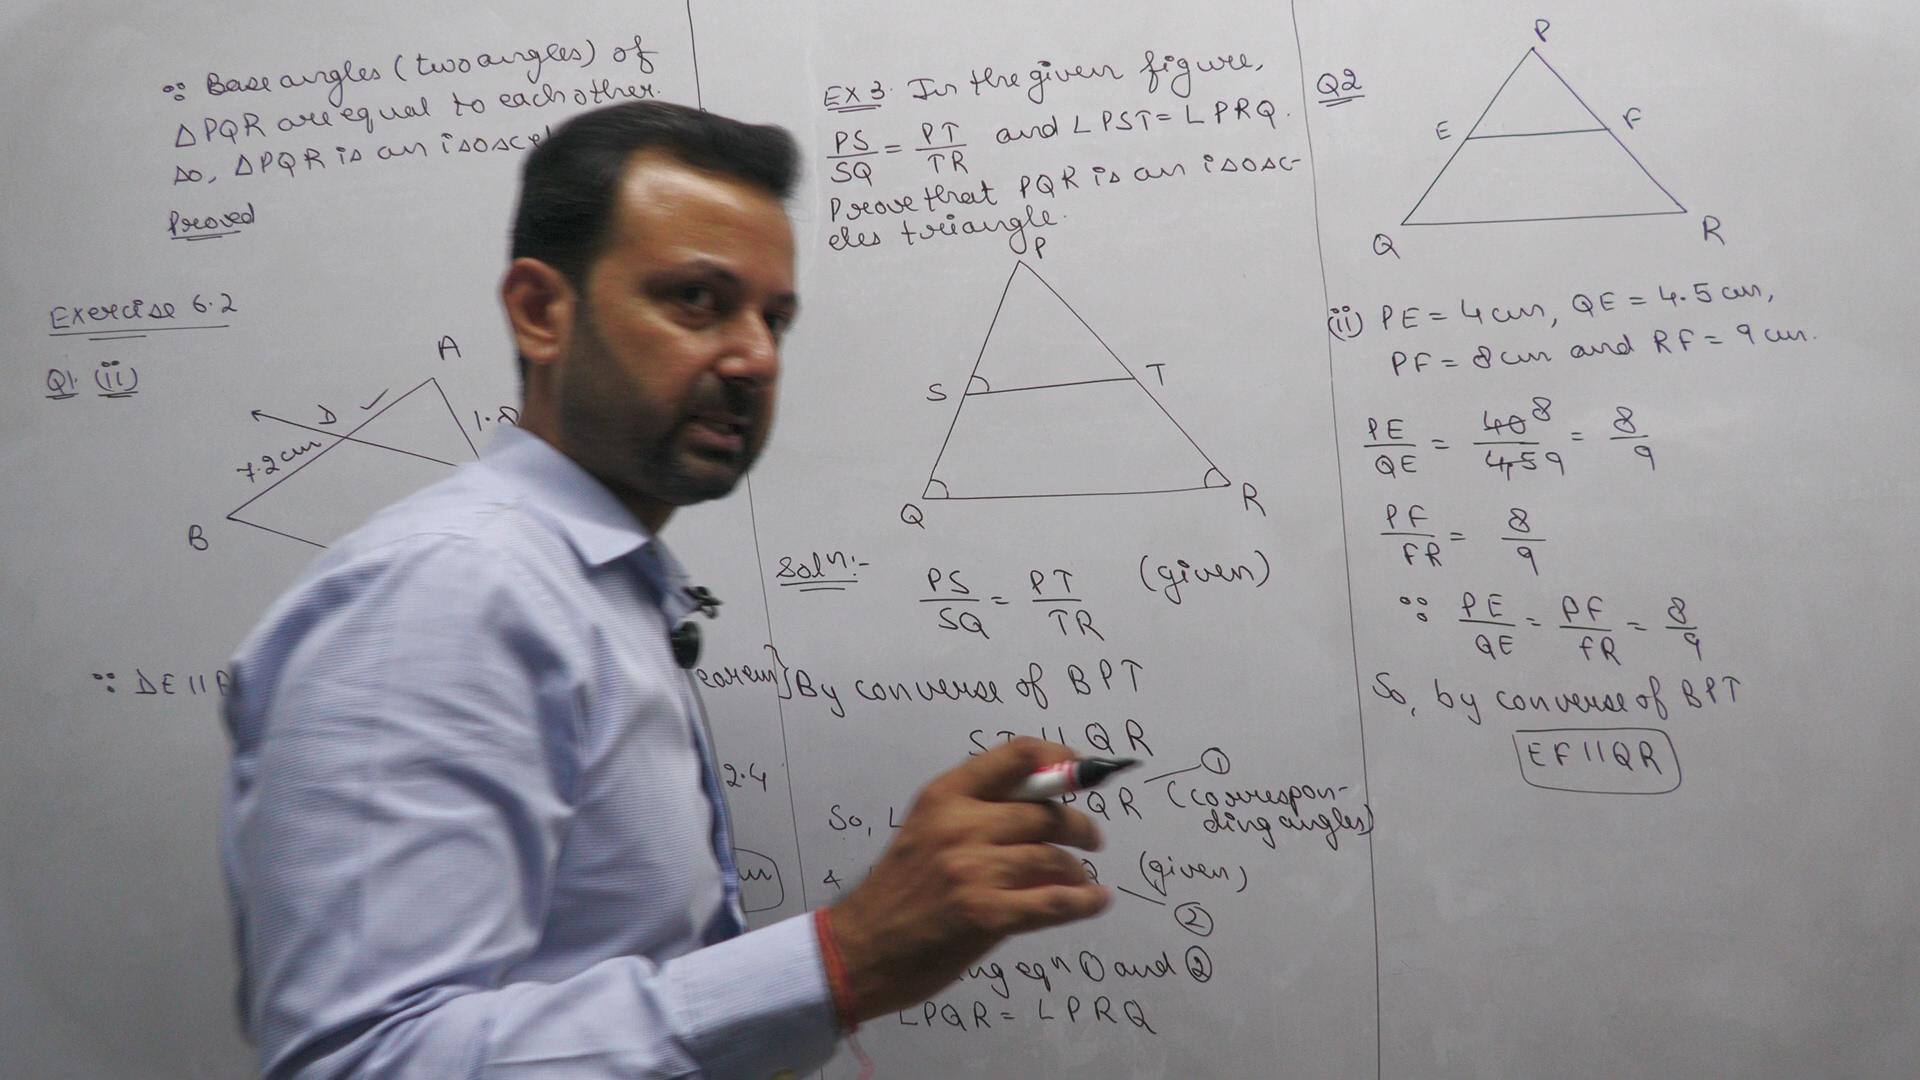 ∵ Base angles (two angles) of
△PQR are equal to each other.
so, △PQR is an
Proved
Exercise 6.2
Q1. (ii)
A
D
7.2 cm
1.8
B
∵ DE ||
2.4
EX 3. In the given figure,
PS/SQ = PT/TR and ∠PST = ∠PRQ.
Prove that PQR is an isosc-
eles triangle.
P
S
T
Q
R
Solⁿ:-
PS/SQ = PT/TR (given)
By converse of BPT
ST || QR
So, ∠ PQR ①
(correspon-
ding angles)
& (given)
②
eqn ① and ②
∠PQR = ∠PRQ
Q2
P
E
F
Q
R
(ii) PE = 4 cm, QE = 4.5 cm,
PF = 8 cm and RF = 9 cm.
PE/QE = 40 8/4.5 9 = 8/9
PF/FR = 8/9
∵ PE/QE = PF/FR = 8/9
So, by converse of BPT
EF || QR